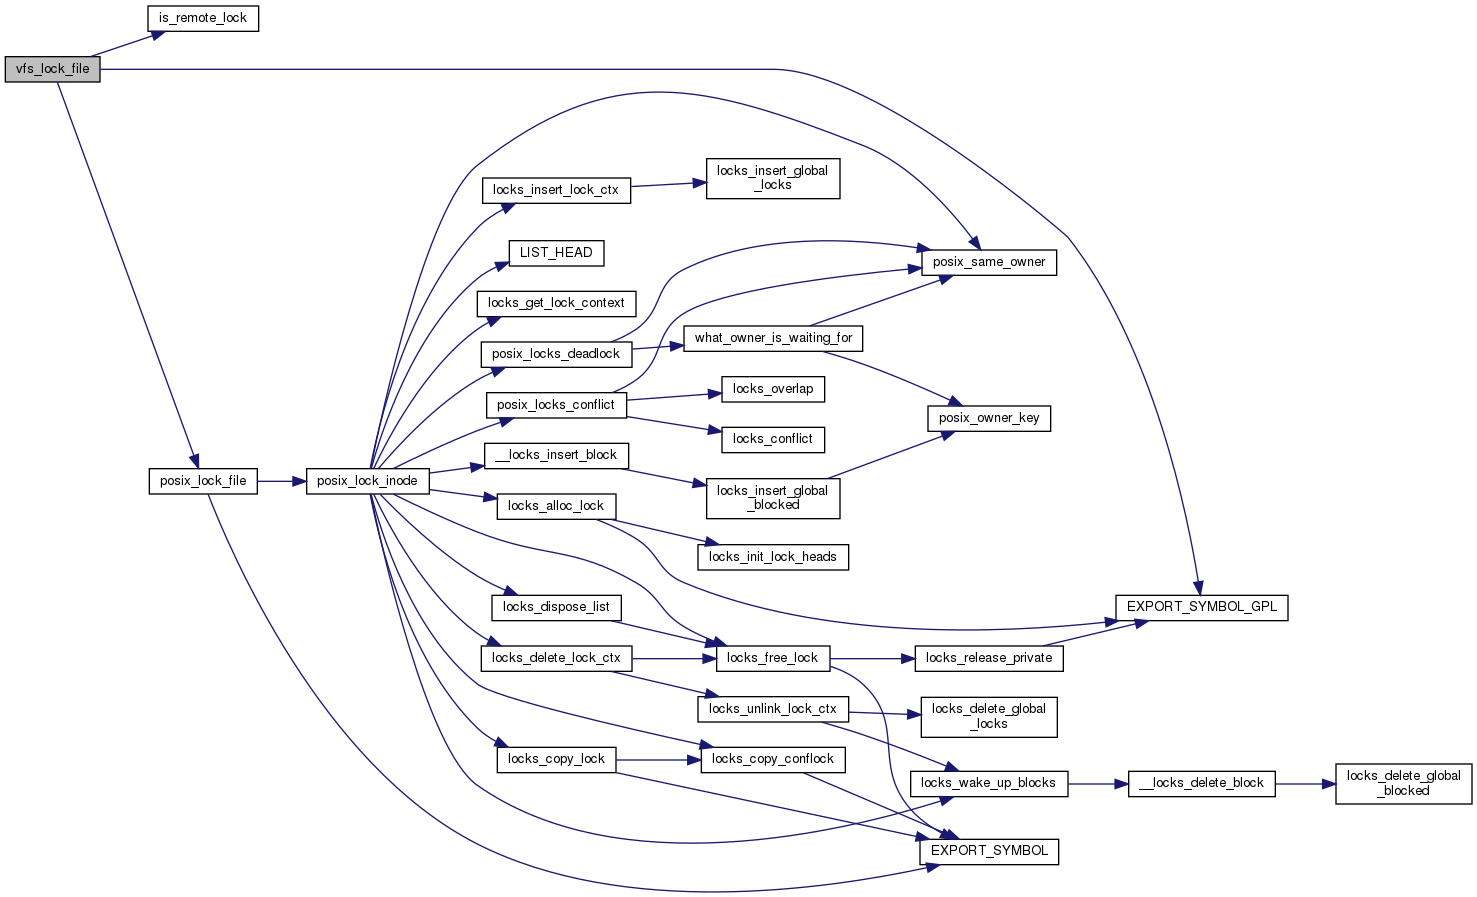 is_remote_lock
vfs_lock_file
locks_insert_global
_locks
locks_insert_lock_ctx
LIST_HEAD
posix_same_owner
locks_get_lock_context
what_owner_is_waiting_for
posix_locks_deadlock
locks_overlap
posix_locks_conflict
posix_owner_key
locks_conflict
__locks_insert_block
posix_lock_file
posix_lock_inode
locks_insert_global
_blocked
locks_alloc_lock
locks_init_lock_heads
locks_dispose_list
EXPORT_SYMBOL_GPL
locks_delete_lock_ctx
locks_free_lock
locks_release_private
locks_unlink_lock_ctx
locks_delete_global
_locks
locks_copy_lock
locks_copy_conflock
locks_wake_up_blocks
__locks_delete_block
locks_delete_global
_blocked
EXPORT_SYMBOL